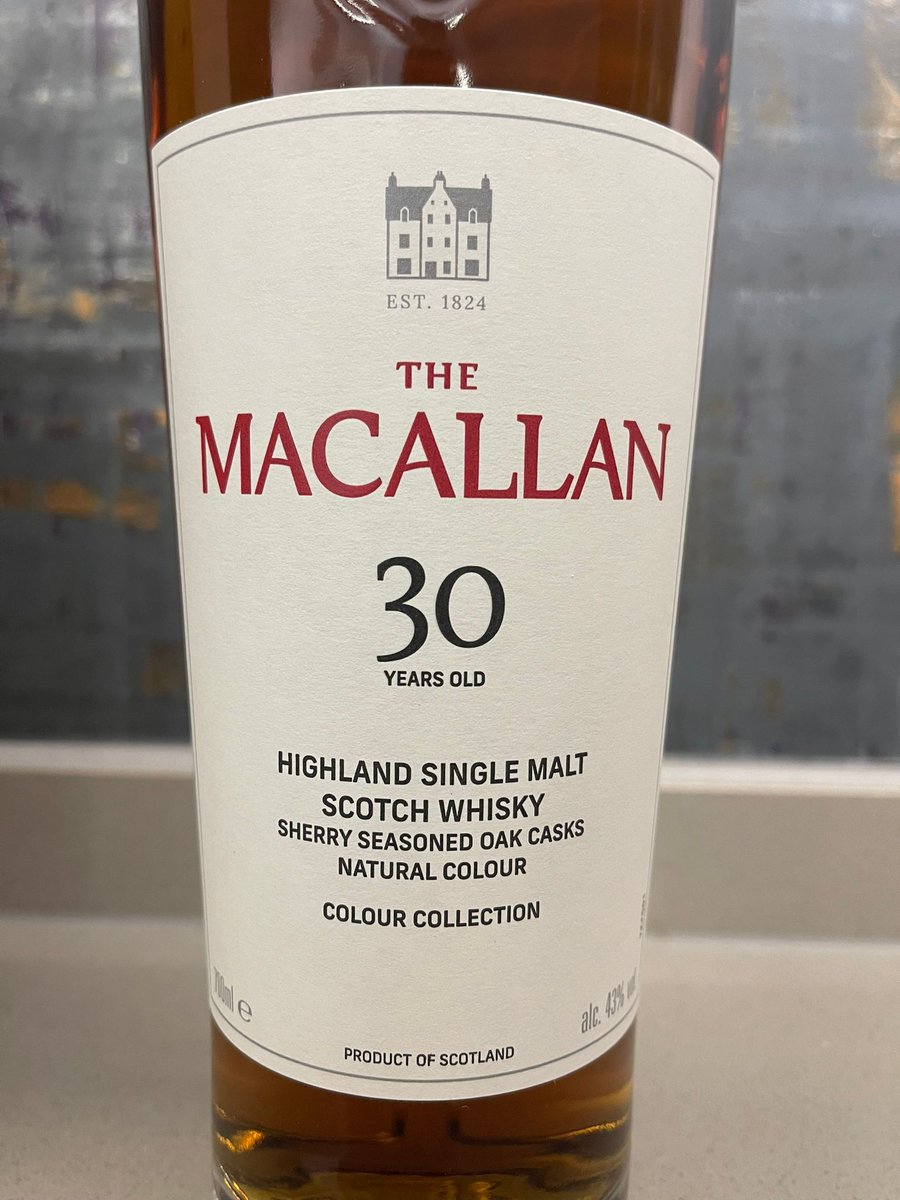 EST. 1824
THE
MACALLAN
30
YEARS OLD
HIGHLAND SINGLE MALT
SCOTCH WHISKY
SHERRY SEASONED OAK CASKS
NATURAL COLOUR
COLOUR COLLECTION
700ml e
alc. 43% vol.
PRODUCT OF SCOTLAND